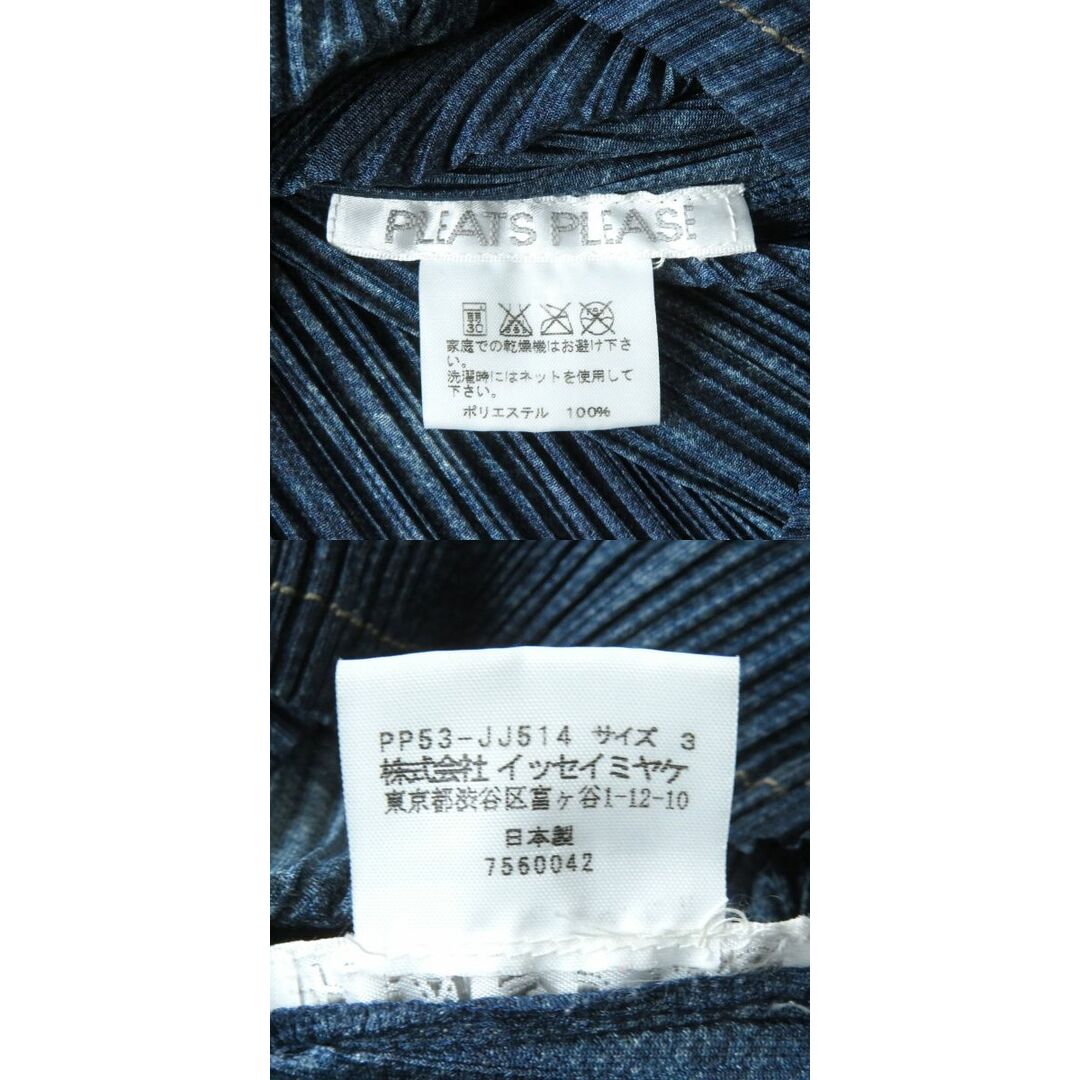 PLEATS PLEASE
家庭での乾燥機はお避け下さ
い。
洗濯時にはネットを使用して
下さい。
ポリエステル 100%
PP53-JJ514 サイズ 3
株式会社 イッセイミヤケ
東京都渋谷区富ヶ谷1-12-10
日本製
7560042